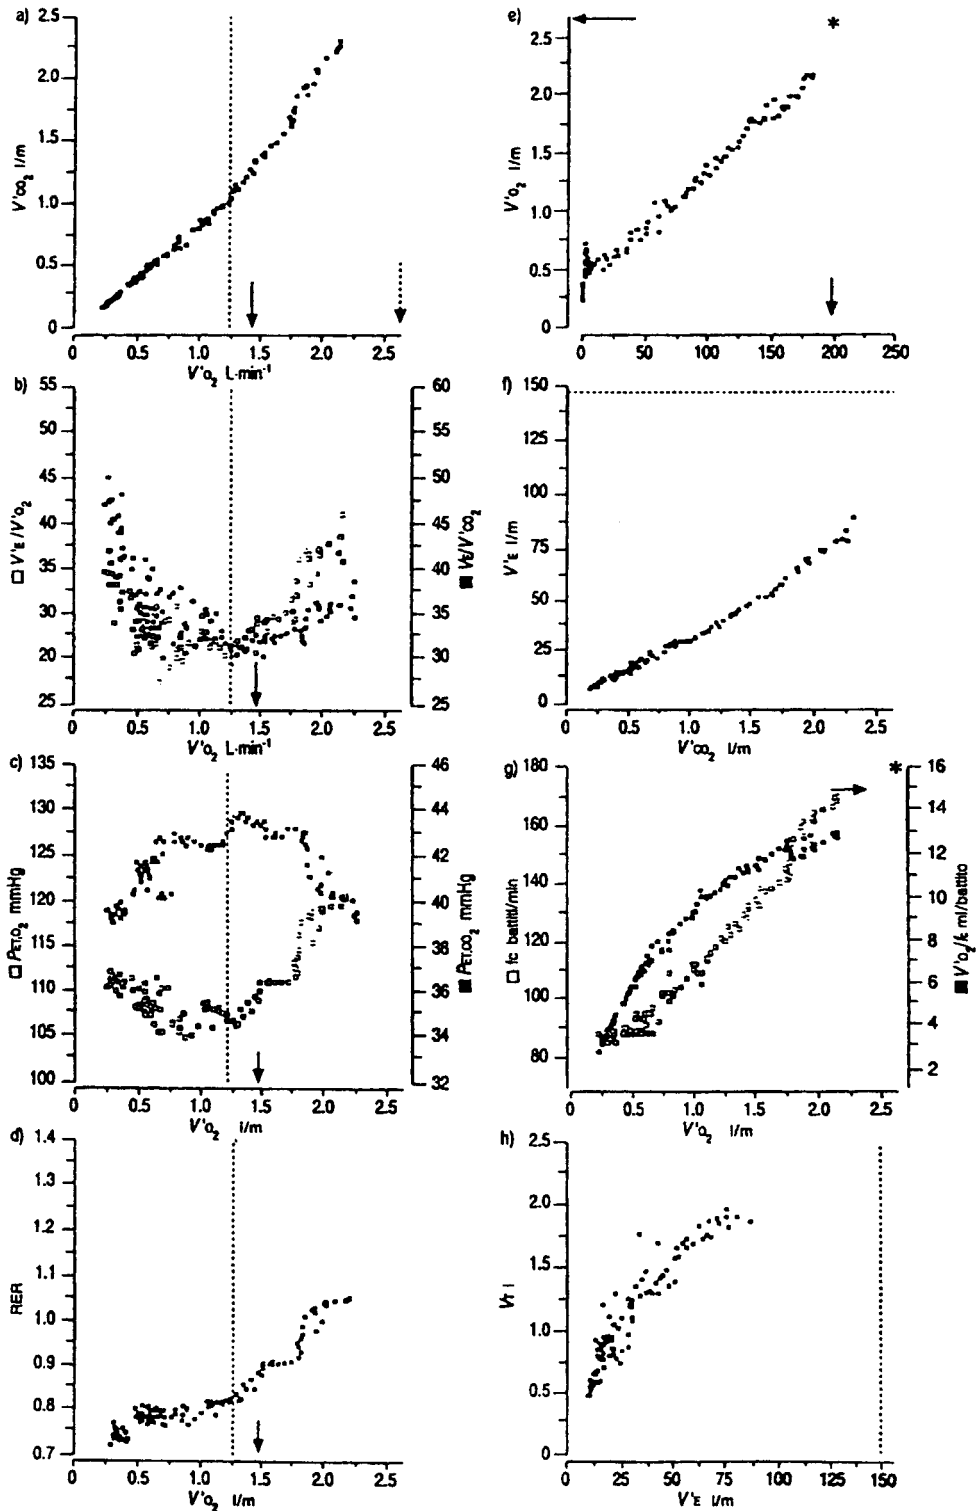 a)
2.5
2.0
1.5
1.0
0.5
0
V'CO₂ l/m
0 0.5 1.0 1.5 2.0 2.5
V'O₂ L·min⁻¹
e)
*
2.5
2.0
1.5
1.0
0.5
0
V'O₂ l/m
0 50 100 150 200 250
b)
55
50
45
40
35
30
20
25
□ V'E/V'O₂
60
55
50
45
40
35
30
25
■ VE/V'CO₂
0 0.5 1.0 1.5 2.0 2.5
V'O₂ L·min⁻¹
f)
150
125
100
75
50
25
0
V'E l/m
0 0.5 1.0 1.5 2.0 2.5
V'CO₂ l/m
c)
135
130
125
120
115
110
105
100
□ PET,O₂ mmHg
46
44
42
40
38
36
34
32
■ PET,CO₂ mmHg
0 0.5 1.0 1.5 2.0 2.5
V'O₂ l/m
g)
*
180
160
140
120
100
80
□ fc battiti/min
16
14
12
10
8
6
4
2
■ V'O₂/fc ml/battito
0 0.5 1.0 1.5 2.0 2.5
V'O₂ l/m
d)
1.4
1.3
1.2
1.1
1.0
0.9
0.8
0.7
RER
0 0.5 1.0 1.5 2.0 2.5
V'O₂ l/m
h)
2.5
2.0
1.5
1.0
0.5
0
VT l
0 25 50 75 100 125 150
V'E l/m